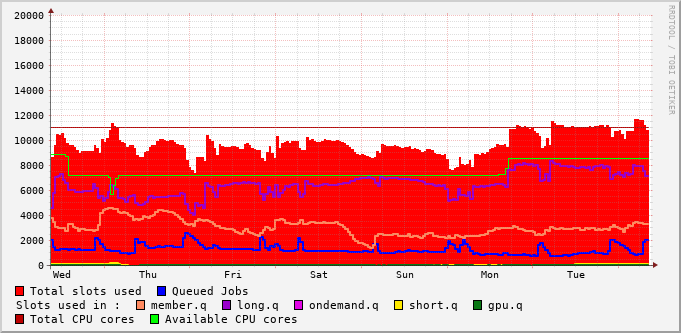 20000
18000
16000
14000
12000
10000
8000
6000
4000
2000
0
Wed Thu Fri Sat Sun Mon Tue
Total slots used Queued Jobs
Slots used in : member.q long.q ondemand.q short.q gpu.q
Total CPU cores Available CPU cores
RRDTOOL / TOBI OETIKER